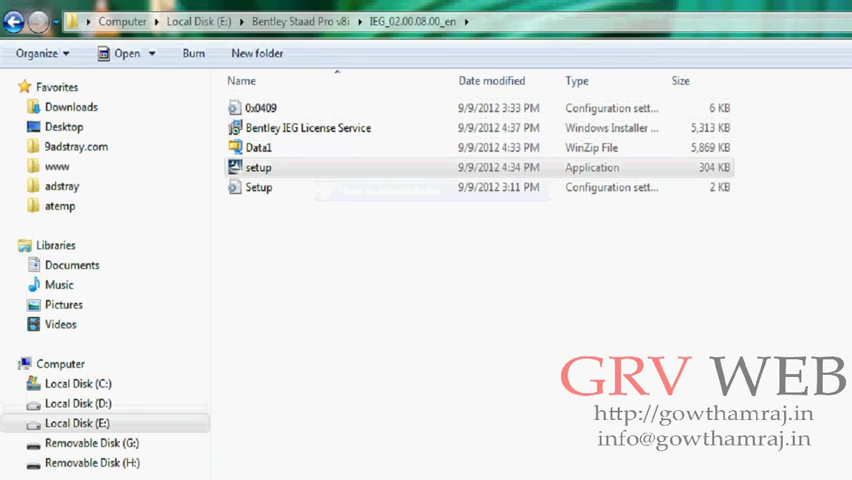 Computer Local Disk (E:) Bentley Staad Pro v8i IEG_02.00.08.00_en
Organize Open Burn New folder
Name Date modified Type Size
Favorites
Downloads
Desktop
9adstray.com
www
adstray
atemp
Libraries
Documents
Music
Pictures
Videos
Computer
Local Disk (C:)
Local Disk (D:)
Local Disk (E:)
Removable Disk (G:)
Removable Disk (H:)
0x0409 9/9/2012 3:33 PM Configuration sett... 6 KB
Bentley IEG License Service 9/9/2012 4:37 PM Windows Installer ... 5,313 KB
Data1 9/9/2012 4:33 PM WinZip File 5,869 KB
setup 9/9/2012 4:34 PM Application 304 KB
Setup 9/9/2012 3:11 PM Configuration sett... 2 KB
GRV WEB
http://gowthamraj.in
info@gowthamraj.in